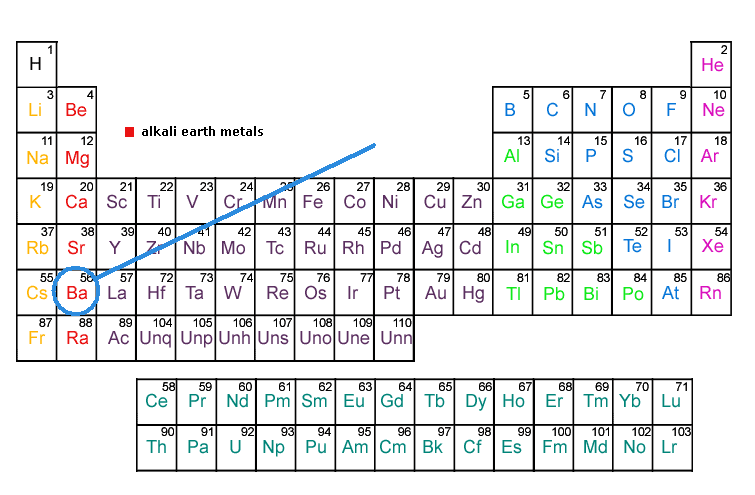 1 2
H He
3 4 5 6 7 8 9 10
Li Be B C N O F Ne
alkali earth metals
11 12 13 14 15 16 17 18
Na Mg Al Si P S Cl Ar
19 20 21 22 23 24 25 26 27 28 29 30 31 32 33 34 35 36
K Ca Sc Ti V Cr Mn Fe Co Ni Cu Zn Ga Ge As Se Br Kr
37 38 39 40 41 42 43 44 45 46 47 48 49 50 51 52 53 54
Rb Sr Y Zr Nb Mo Tc Ru Rh Pd Ag Cd In Sn Sb Te I Xe
55 56 57 72 73 74 75 76 77 78 79 80 81 82 83 84 85 86
Cs Ba La Hf Ta W Re Os Ir Pt Au Hg Tl Pb Bi Po At Rn
87 88 89 104 105 106 107 108 109 110
Fr Ra Ac Unq Unp Unh Uns Uno Une Unn
58 59 60 61 62 63 64 65 66 67 68 69 70 71
Ce Pr Nd Pm Sm Eu Gd Tb Dy Ho Er Tm Yb Lu
90 91 92 93 94 95 96 97 98 99 100 101 102 103
Th Pa U Np Pu Am Cm Bk Cf Es Fm Md No Lr